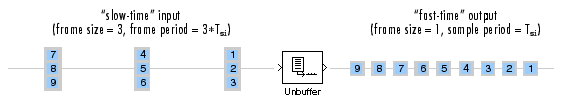 "slow-time" input
(frame size = 3, frame period = 3*Tsi)
"fast-time" output
(frame size = 1, sample period = Tsi)
7 4 1
8 5 2
9 6 3
Unbuffer
9 8 7 6 5 4 3 2 1